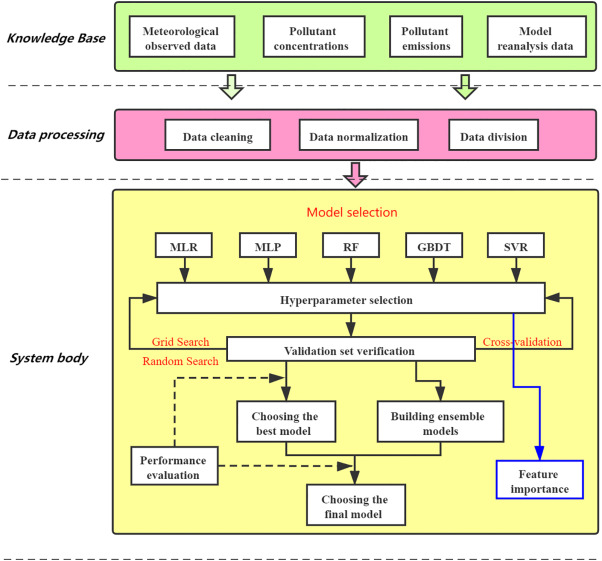 Knowledge Base
Meteorological
observed data
Pollutant
concentrations
Pollutant
emissions
Model
reanalysis data
Data processing
Data cleaning
Data normalization
Data division
System body
Model selection
MLR
MLP
RF
GBDT
SVR
Hyperparameter selection
Grid Search
Random Search
Validation set verification
Cross-validation
Choosing the
best model
Building ensemble
models
Performance
evaluation
Feature
importance
Choosing the
final model